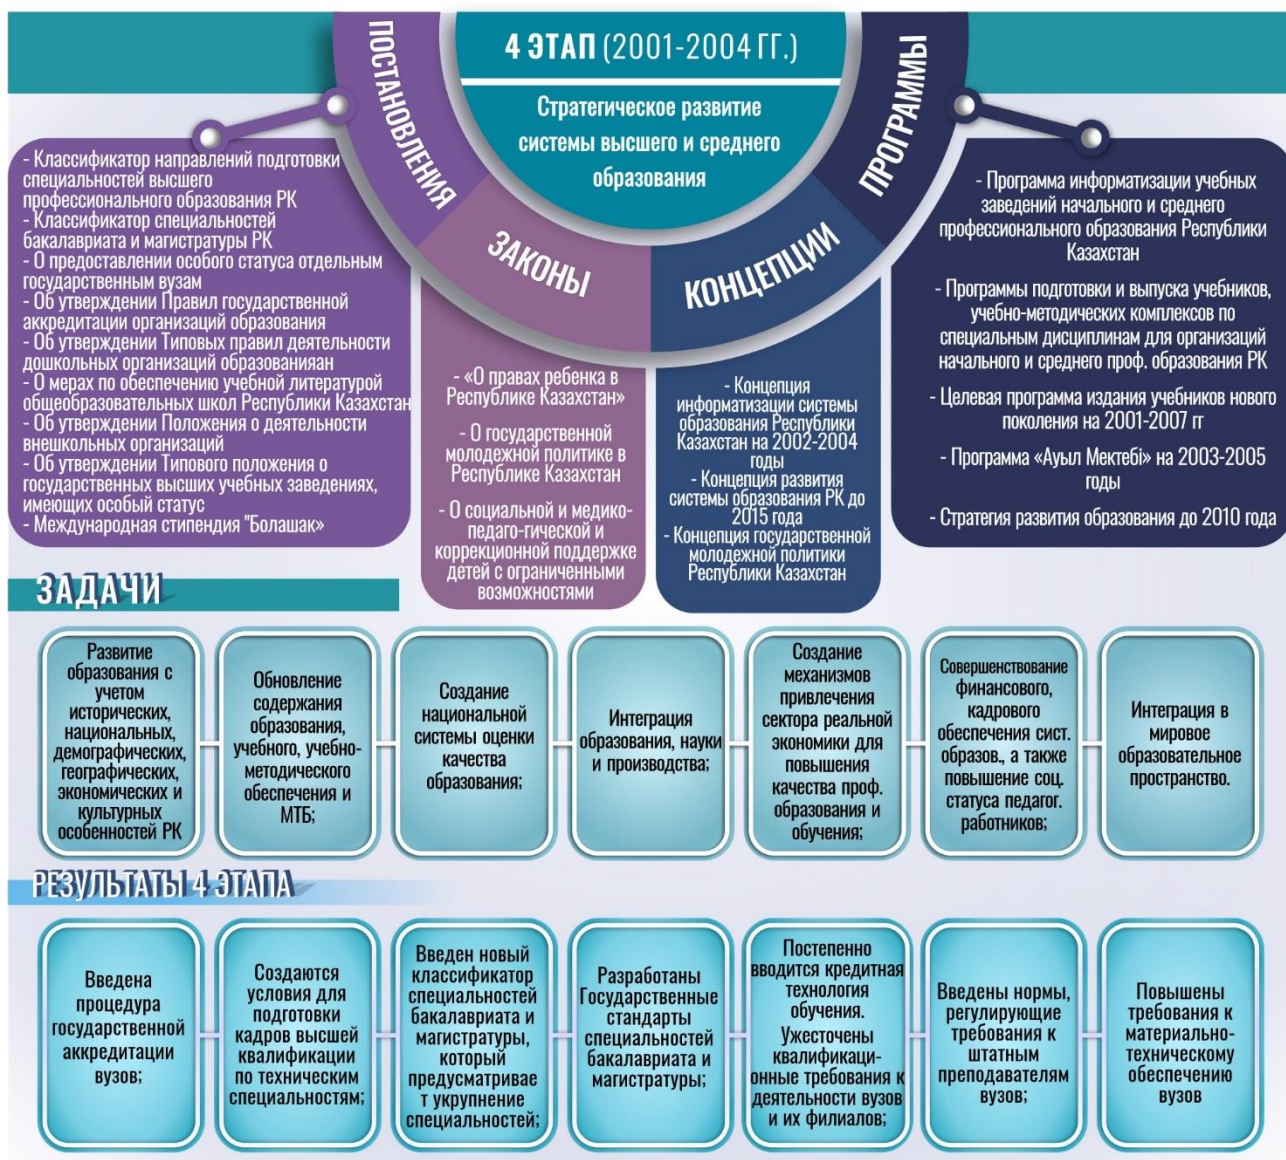 4 ЭТАП (2001-2004 ГГ.)
Стратегическое развитие
системы высшего и среднего
образования
ПОСТАНОВЛЕНИЯ
- Классификатор направлений подготовки
специальностей высшего
профессионального образования РК
- Классификатор специальностей
бакалавриата и магистратуры РК
- О предоставлении особого статуса отдельным
государственным вузам
- Об утверждении Правил государственной
аккредитации организаций образования
- Об утверждении Типовых правил деятельности
дошкольных организаций образованияан
- О мерах по обеспечению учебной литературой
общеобразовательных школ Республики Казахстан
- Об утверждении Положения о деятельности
внешкольных организаций
- Об утверждении Типового положения о
государственных высших учебных заведениях,
имеющих особый статус
- Международная стипендия "Болашак»
ЗАКОНЫ
- «О правах ребенка в
Республике Казахстан»
- О государственной
молодежной политике в
Республике Казахстан
- О социальной и медико-
педаго-гической и
коррекционной поддержке
детей с ограниченными
возможностями
КОНЦЕПЦИИ
- Концепция
информатизации системы
образования Республики
Казахстан на 2002-2004
годы
- Концепция развития
системы образования РК до
2015 года
- Концепция государственной
молодежной политики
Республики Казахстан
ПРОГРАММЫ
- Программа информатизации учебных
заведений начального и среднего
профессионального образования Республики
Казахстан
- Программы подготовки и выпуска учебников,
учебно-методических комплексов по
специальным дисциплинам для организаций
начального и среднего проф. образования РК
- Целевая программа издания учебников нового
поколения на 2001-2007 гг
- Программа «Ауыл Мектебі» на 2003-2005
годы
- Стратегия развития образования до 2010 года
ЗАДАЧИ
Развитие
образования с
учетом
исторических,
национальных,
демографических,
географических,
экономических и
культурных
особенностей РК
Обновление
содержания
образования,
учебного, учебно-
методического
обеспечения и
МТБ;
Создание
национальной
системы оценки
качества
образования;
Интеграция
образования, науки
и производства;
Создание
механизмов
привлечения
сектора реальной
экономики для
повышения
качества проф.
образования и
обучения;
Совершенствование
финансового,
кадрового
обеспечения сист.
образов., а также
повышение соц.
статуса педагог.
работников;
Интеграция в
мировое
образовательное
пространство.
РЕЗУЛЬТАТЫ 4 ЭТАПА
Введена
процедура
государственной
аккредитации
вузов;
Создаются
условия для
подготовки
кадров высшей
квалификации
по техническим
специальностям;
Введен новый
классификатор
специальностей
бакалавриата и
магистратуры,
который
предусматривае
т укрупнение
специальностей;
Разработаны
Государственные
стандарты
специальностей
бакалавриата и
магистратуры;
Постепенно
вводится кредитная
технология
обучения.
Ужесточены
квалификаци-
онные требования к
деятельности вузов
и их филиалов;
Введены нормы,
регулирующие
требования к
штатным
преподавателям
вузов;
Повышены
требования к
материально-
техническому
обеспечению
вузов